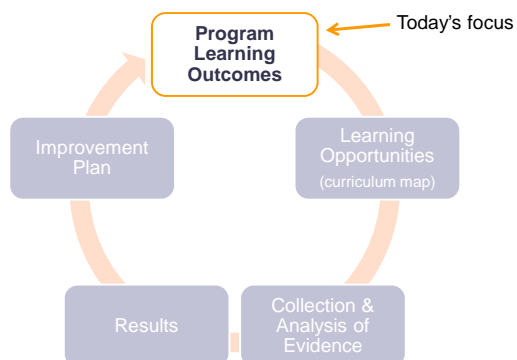 Program
Learning
Outcomes
Today's focus
Learning
Opportunities
(curriculum map)
Collection &
Analysis of
Evidence
Results
Improvement
Plan